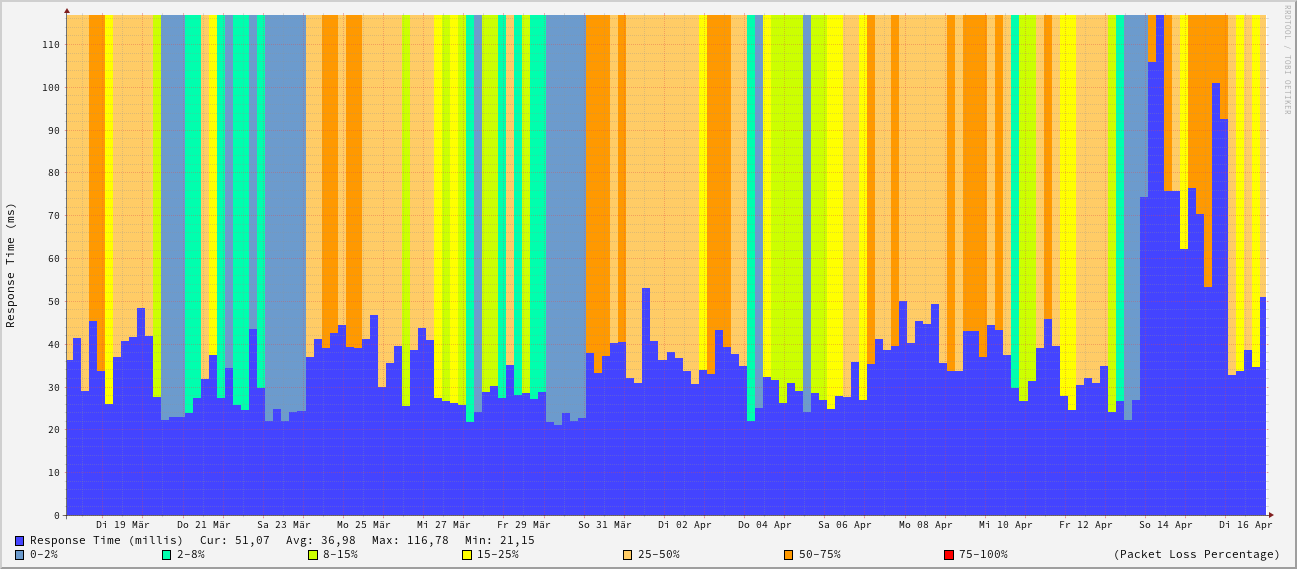 RRDTOOL / TOBI OETIKER
Response Time (ms)
110
100
90
80
70
60
50
40
30
20
10
0
Di 19 Mär Do 21 Mär Sa 23 Mär Mo 25 Mär Mi 27 Mär Fr 29 Mär So 31 Mär Di 02 Apr Do 04 Apr Sa 06 Apr Mo 08 Apr Mi 10 Apr Fr 12 Apr So 14 Apr Di 16 Apr
Response Time (millis) Cur: 51,07 Avg: 36,98 Max: 116,78 Min: 21,15
0-2% 2-8% 8-15% 15-25% 25-50% 50-75% 75-100% (Packet Loss Percentage)